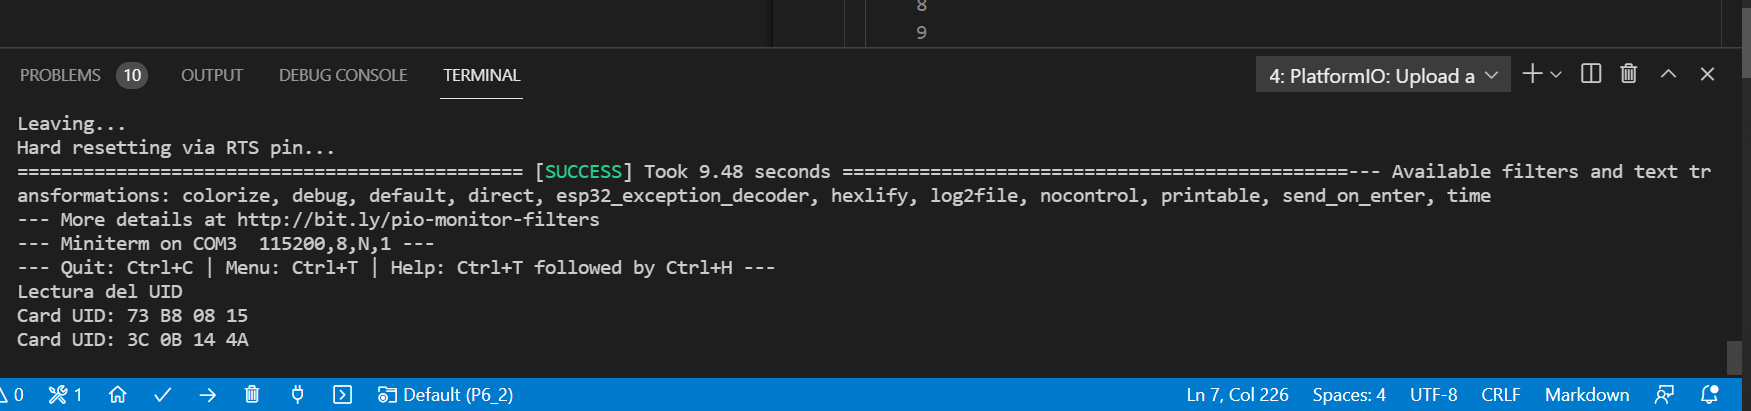 8
9
PROBLEMS 10 OUTPUT DEBUG CONSOLE TERMINAL 4: PlatformIO: Upload a
Leaving...
Hard resetting via RTS pin...
============================================== [SUCCESS] Took 9.48 seconds ==============================================--- Available filters and text tr
ansformations: colorize, debug, default, direct, esp32_exception_decoder, hexlify, log2file, nocontrol, printable, send_on_enter, time
--- More details at http://bit.ly/pio-monitor-filters
--- Miniterm on COM3  115200,8,N,1 ---
--- Quit: Ctrl+C | Menu: Ctrl+T | Help: Ctrl+T followed by Ctrl+H ---
Lectura del UID
Card UID: 73 B8 08 15
Card UID: 3C 0B 14 4A
0 1 Default (P6_2) Ln 7, Col 226 Spaces: 4 UTF-8 CRLF Markdown